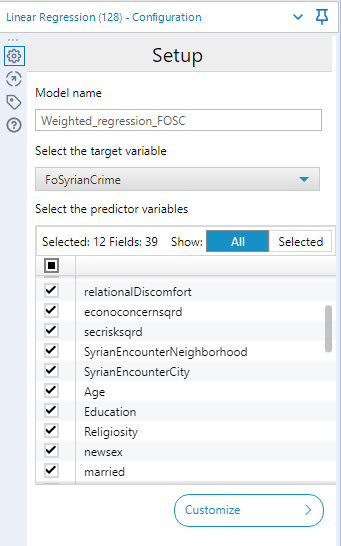 Linear Regression (128) - Configuration
Setup
Model name
Weighted_regression_FOSC
Select the target variable
FoSyrianCrime
Select the predictor variables
Selected: 12 Fields: 39 Show: All Selected
relationalDiscomfort
econoconcernsqrd
secrisksqrd
SyrianEncounterNeighborhood
SyrianEncounterCity
Age
Education
Religiosity
newsex
married
Customize